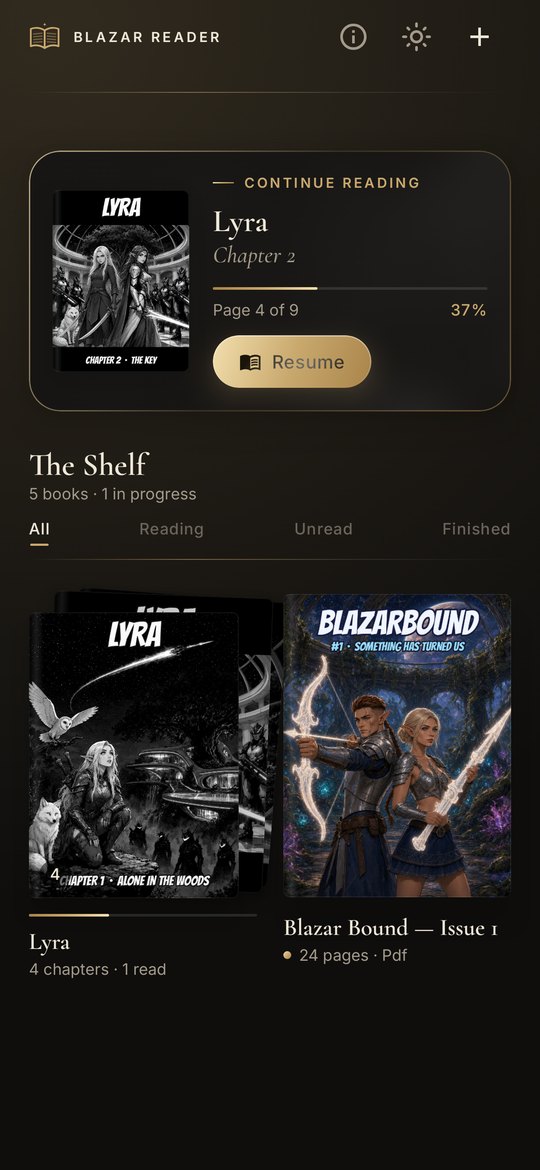 BLAZAR READER
CONTINUE READING
LYRA
CHAPTER 2 · THE KEY
Lyra
Chapter 2
Page 4 of 9
37%
Resume
The Shelf
5 books · 1 in progress
All
Reading
Unread
Finished
LYRA
4
CHAPTER 1 · ALONE IN THE WOODS
Lyra
4 chapters · 1 read
BLAZARBOUND
#1 · SOMETHING HAS TURNED US
Blazar Bound — Issue 1
24 pages · Pdf